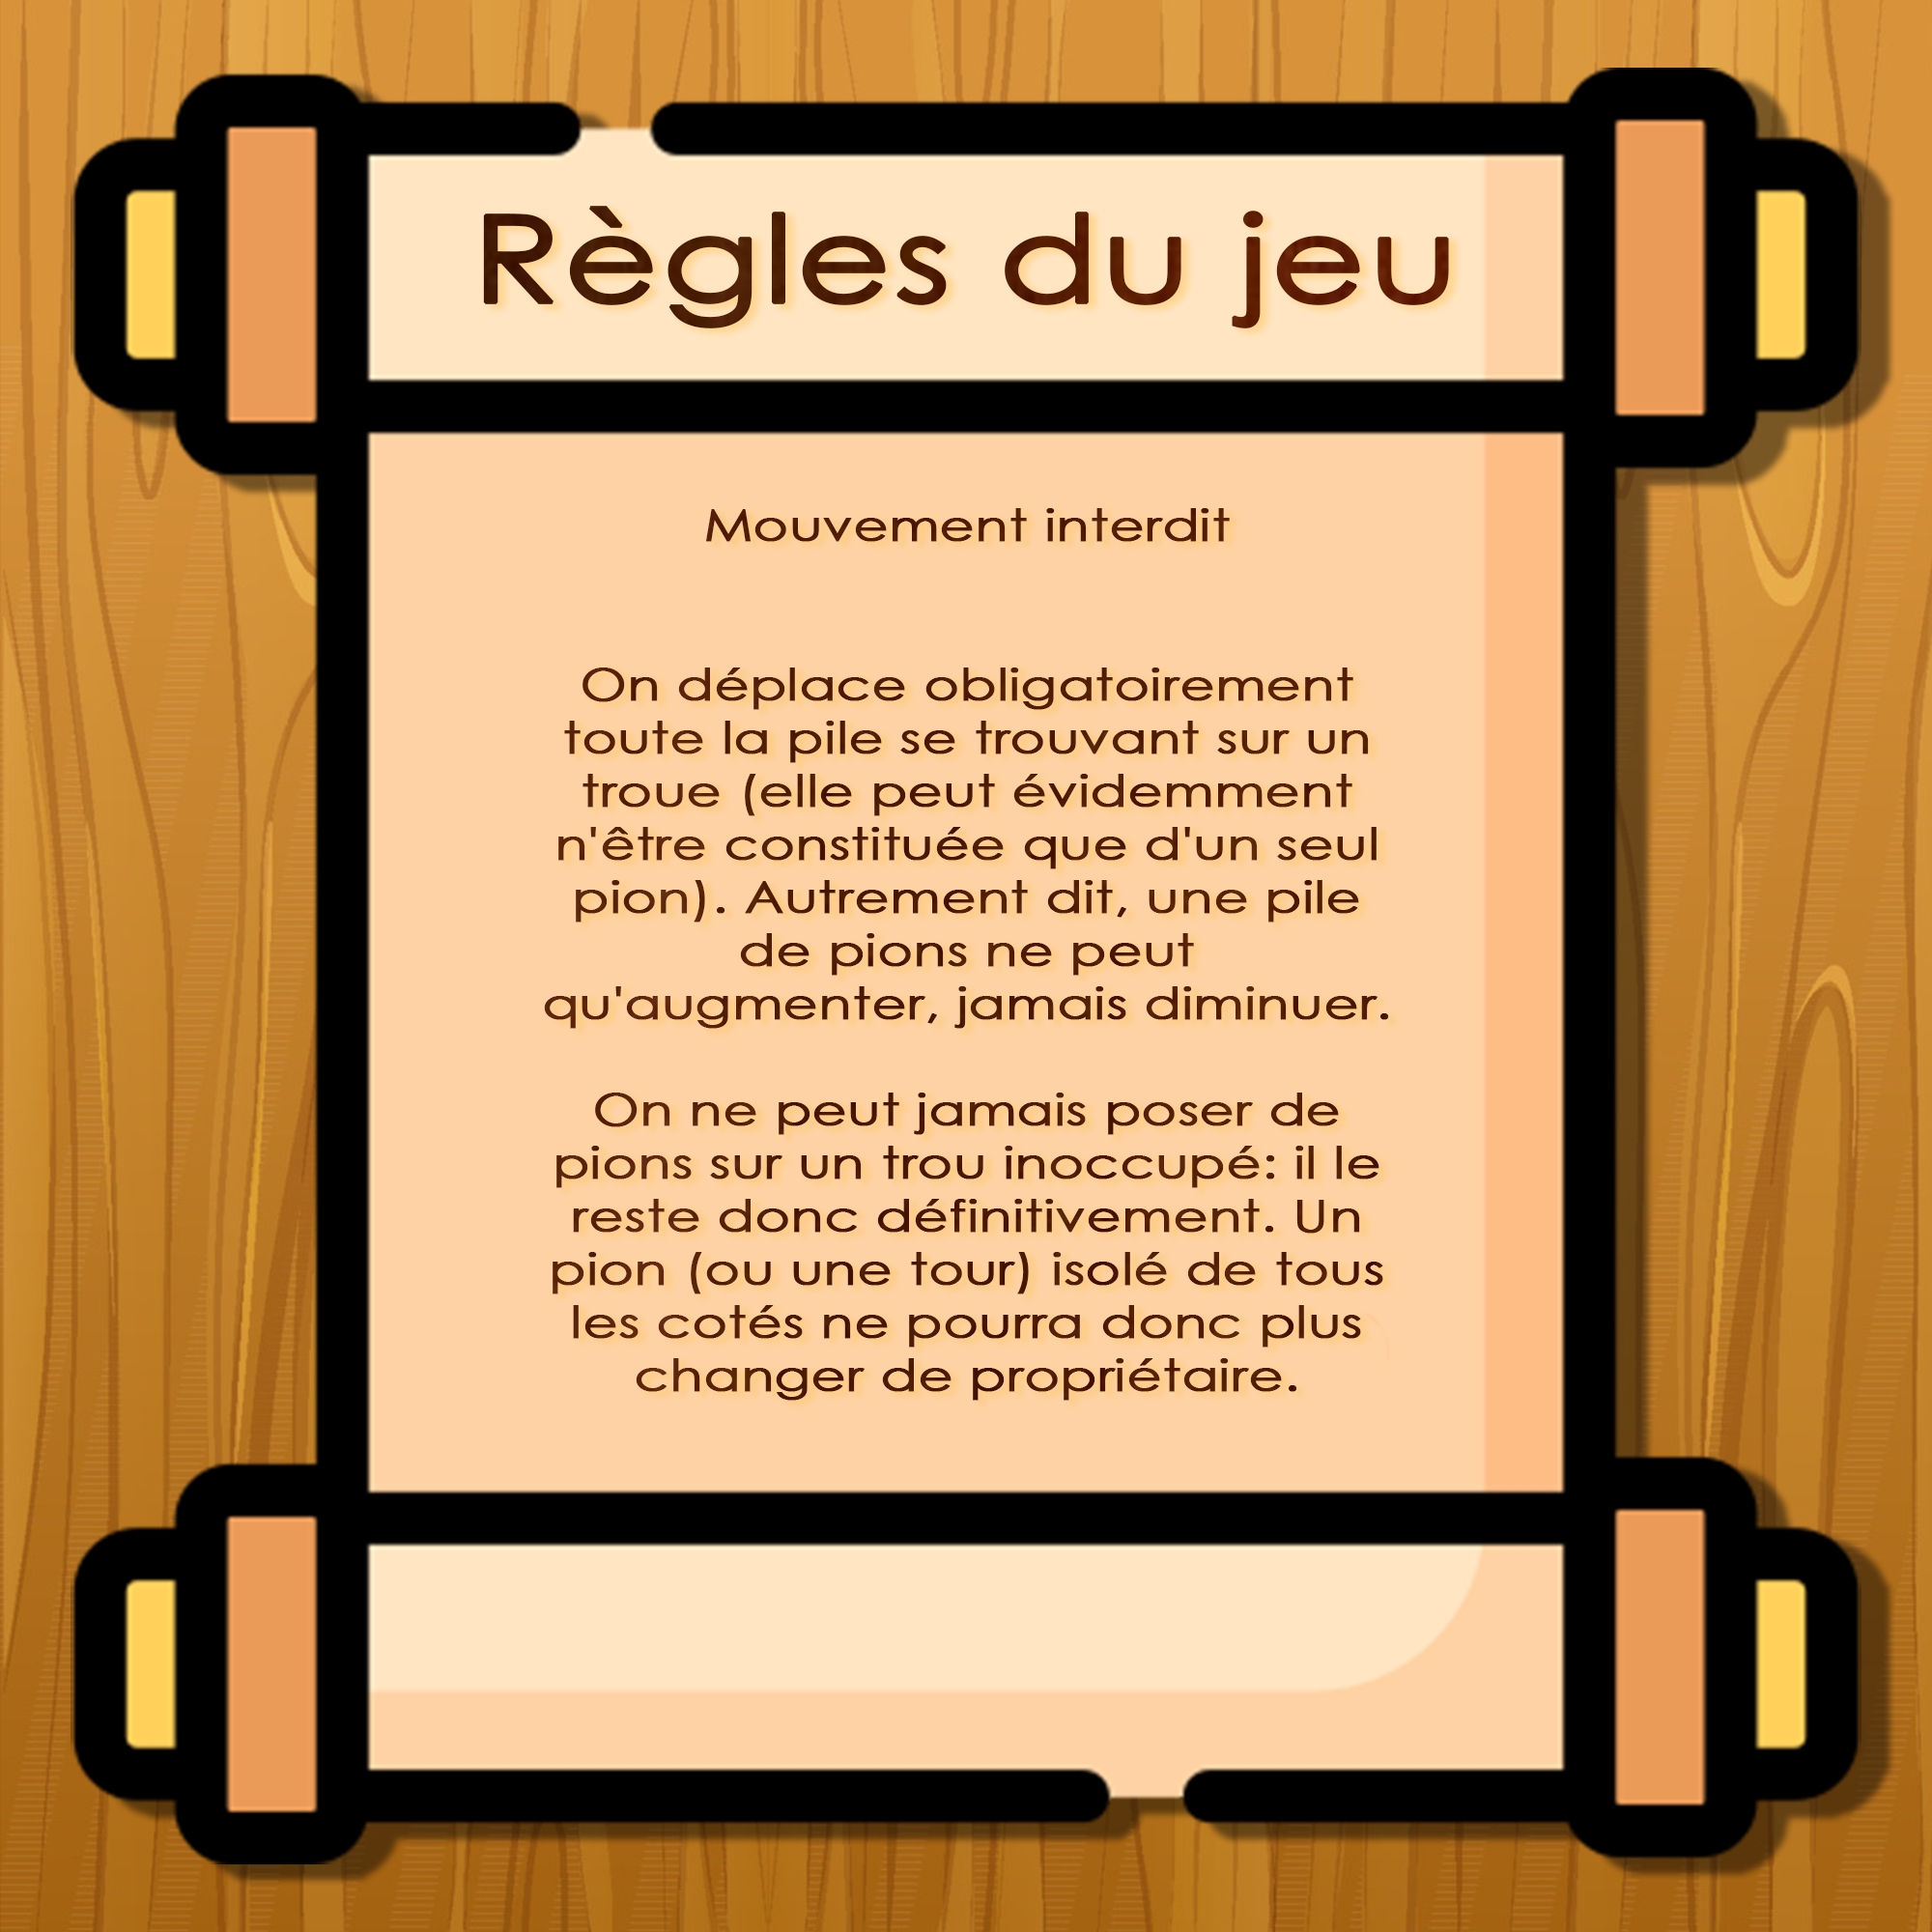 Règles du jeu
Mouvement interdit
On déplace obligatoirement
toute la pile se trouvant sur un
troue (elle peut évidemment
n'être constituée que d'un seul
pion). Autrement dit, une pile
de pions ne peut
qu'augmenter, jamais diminuer.
On ne peut jamais poser de
pions sur un trou inoccupé: il le
reste donc définitivement. Un
pion (ou une tour) isolé de tous
les cotés ne pourra donc plus
changer de propriétaire.